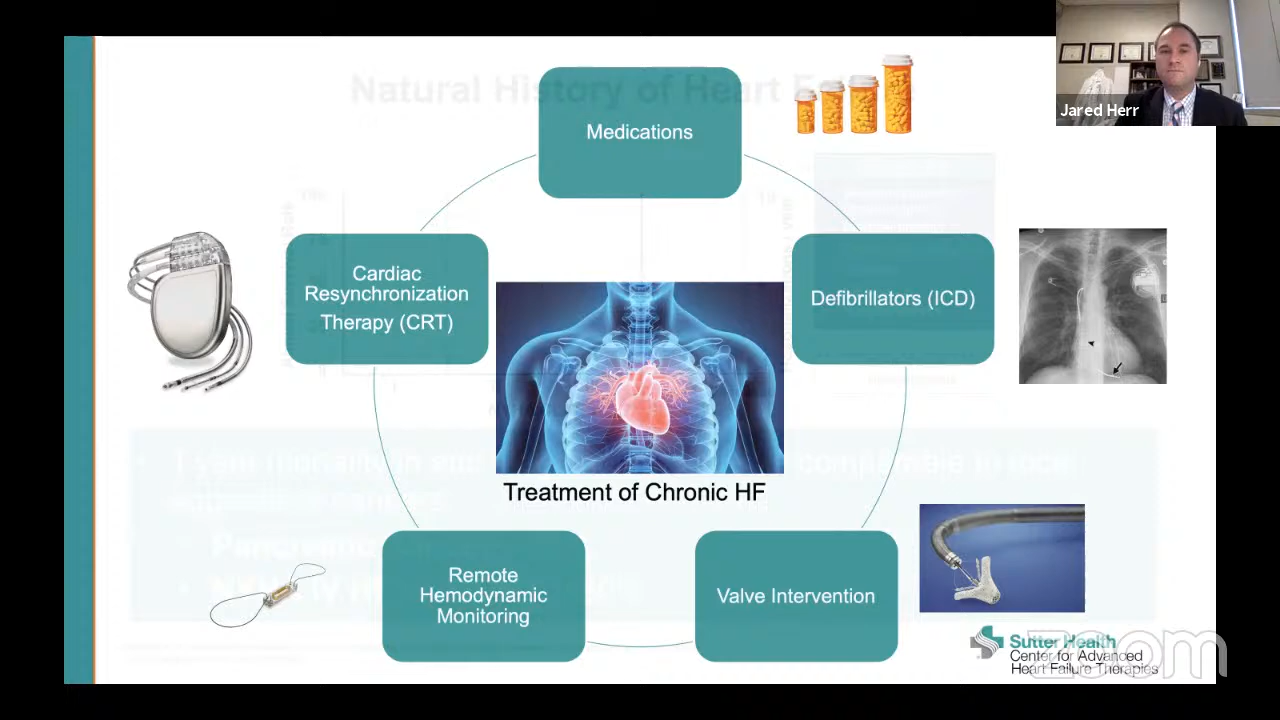 Natural History of Heart
Medications
Jared Herr
Cardiac
Resynchronization
Therapy (CRT)
Defibrillators (ICD)
Treatment of Chronic HF
Remote
Hemodynamic
Monitoring
Valve Intervention
Sutter Health
Center for Advanced
Heart Failure Therapies
zoom